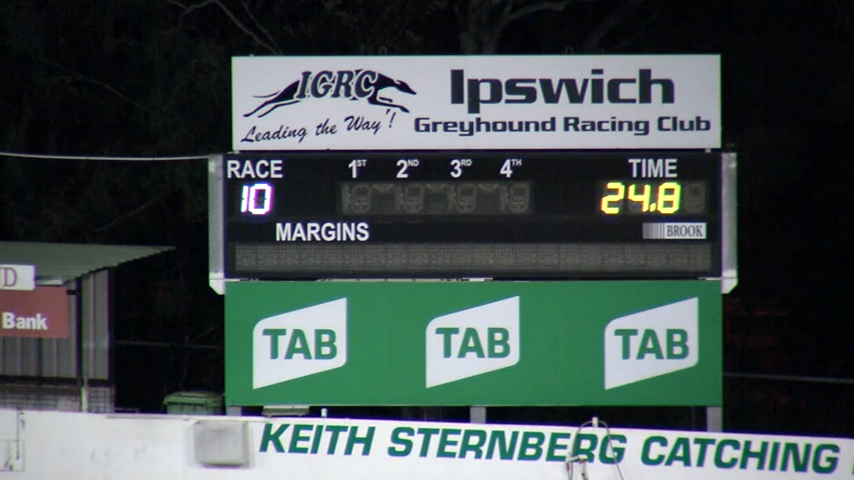 IGRC
Leading the Way!
Ipswich
Greyhound Racing Club
RACE 1ST 2ND 3RD 4TH TIME
10 24.8
MARGINS BROOK
D
Bank
TAB TAB TAB
KEITH STERNBERG CATCHING